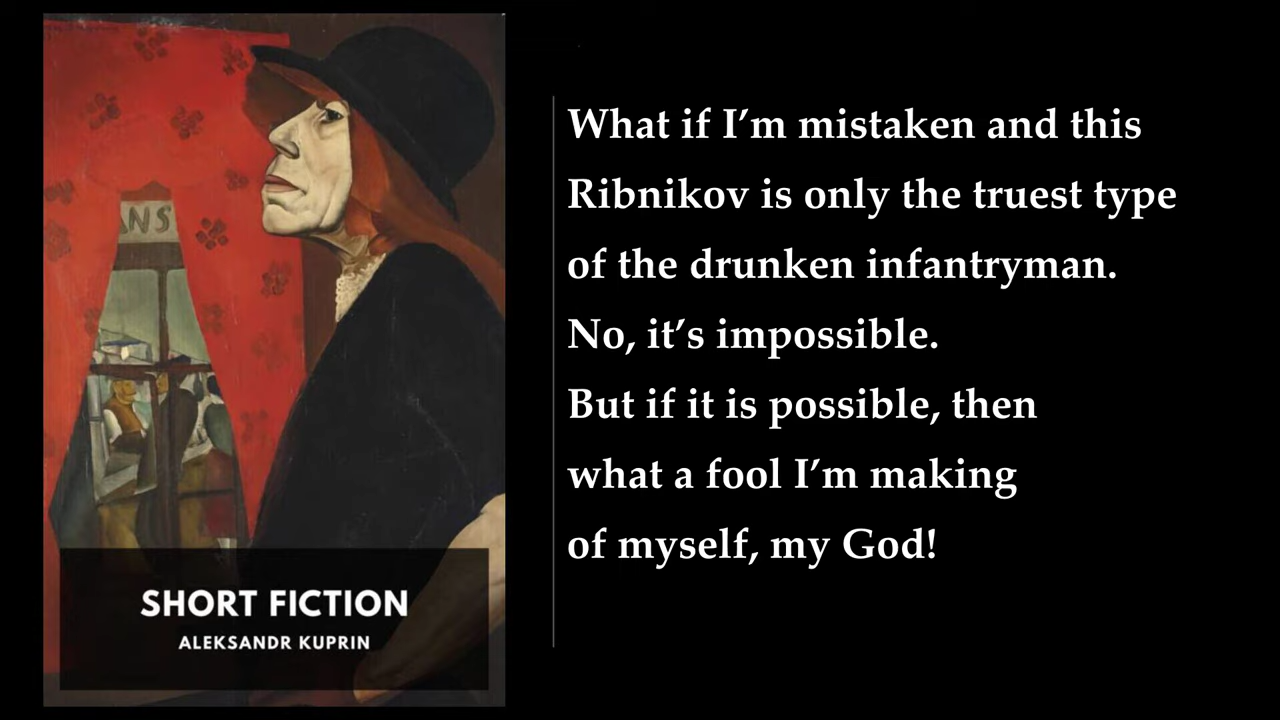 NS
SHORT FICTION
ALEKSANDR KUPRIN
What if I’m mistaken and this
Ribnikov is only the truest type
of the drunken infantryman.
No, it’s impossible.
But if it is possible, then
what a fool I’m making
of myself, my God!